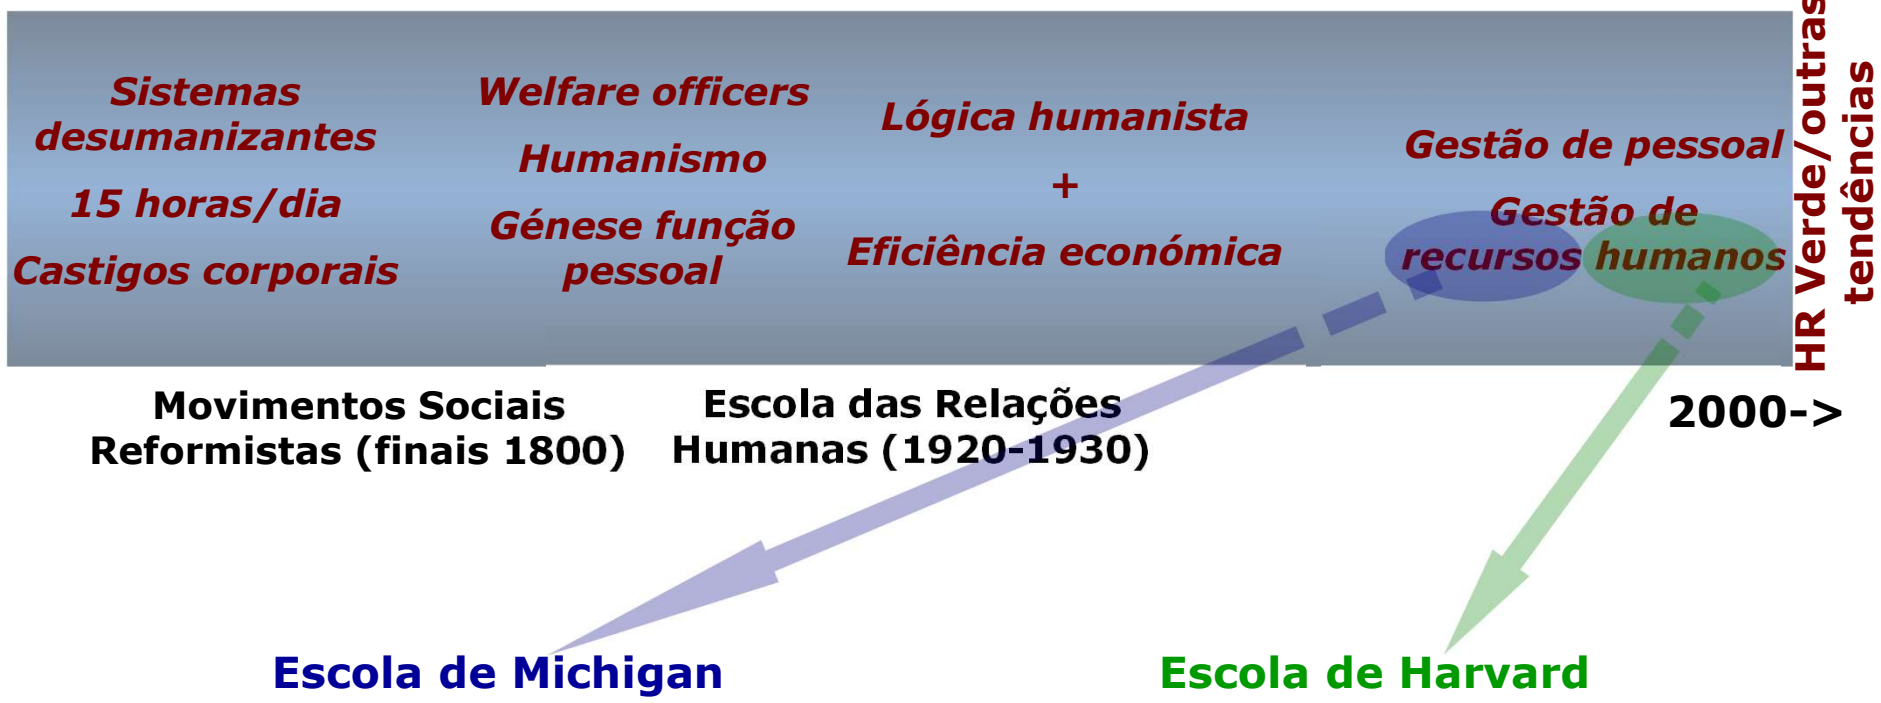 Sistemas
desumanizantes
15 horas/dia
Castigos corporais
Welfare officers
Humanismo
Génese função
pessoal
Lógica humanista
+
Eficiência económica
Gestão de pessoal
Gestão de
recursos humanos
HR Verde/outras
tendências
Movimentos Sociais
Reformistas (finais 1800)
Escola das Relações
Humanas (1920-1930)
2000->
Escola de Michigan
Escola de Harvard